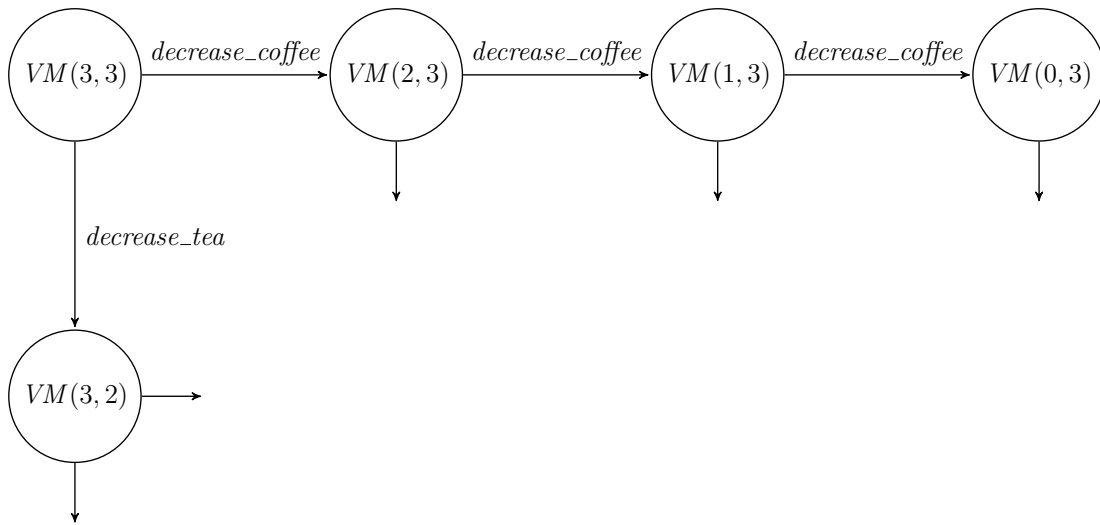 decrease_coffee decrease_coffee decrease_coffee
VM(3, 3) VM(2, 3) VM(1, 3) VM(0, 3)
decrease_tea
VM(3, 2)